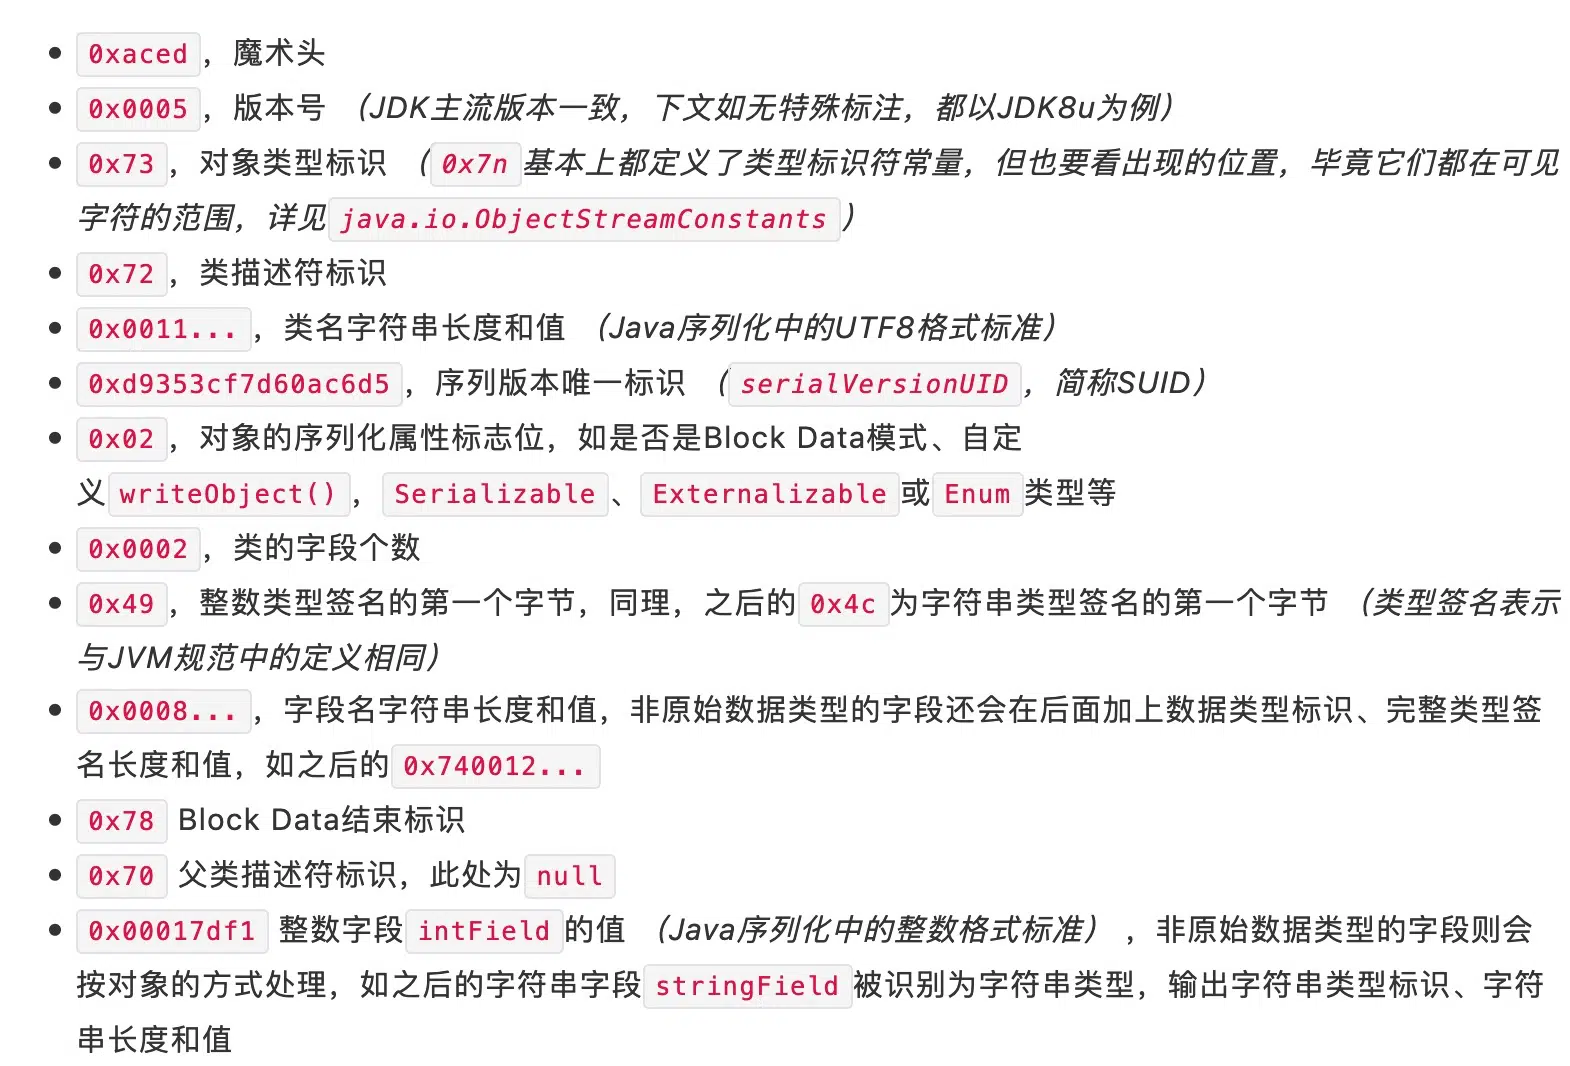 • 0xaced，魔术头
• 0x0005，版本号 （JDK主流版本一致，下文如无特殊标注，都以JDK8u为例）
• 0x73，对象类型标识 （0x7n基本上都定义了类型标识符常量，但也要看出现的位置，毕竟它们都在可见
字符的范围，详见java.io.ObjectStreamConstants）
• 0x72，类描述符标识
• 0x0011...，类名字符串长度和值 （Java序列化中的UTF8格式标准）
• 0xd9353cf7d60ac6d5，序列版本唯一标识 （serialVersionUID，简称SUID）
• 0x02，对象的序列化属性标志位，如是否是Block Data模式、自定
义writeObject()，Serializable、Externalizable或Enum类型等
• 0x0002，类的字段个数
• 0x49，整数类型签名的第一个字节，同理，之后的0x4c为字符串类型签名的第一个字节 （类型签名表示
与JVM规范中的定义相同）
• 0x0008...，字段名字符串长度和值，非原始数据类型的字段还会在后面加上数据类型标识、完整类型签
名长度和值，如之后的0x740012...
• 0x78 Block Data结束标识
• 0x70 父类描述符标识，此处为null
• 0x00017df1 整数字段intField的值 （Java序列化中的整数格式标准） ，非原始数据类型的字段则会
按对象的方式处理，如之后的字符串字段stringField被识别为字符串类型，输出字符串类型标识、字符
串长度和值